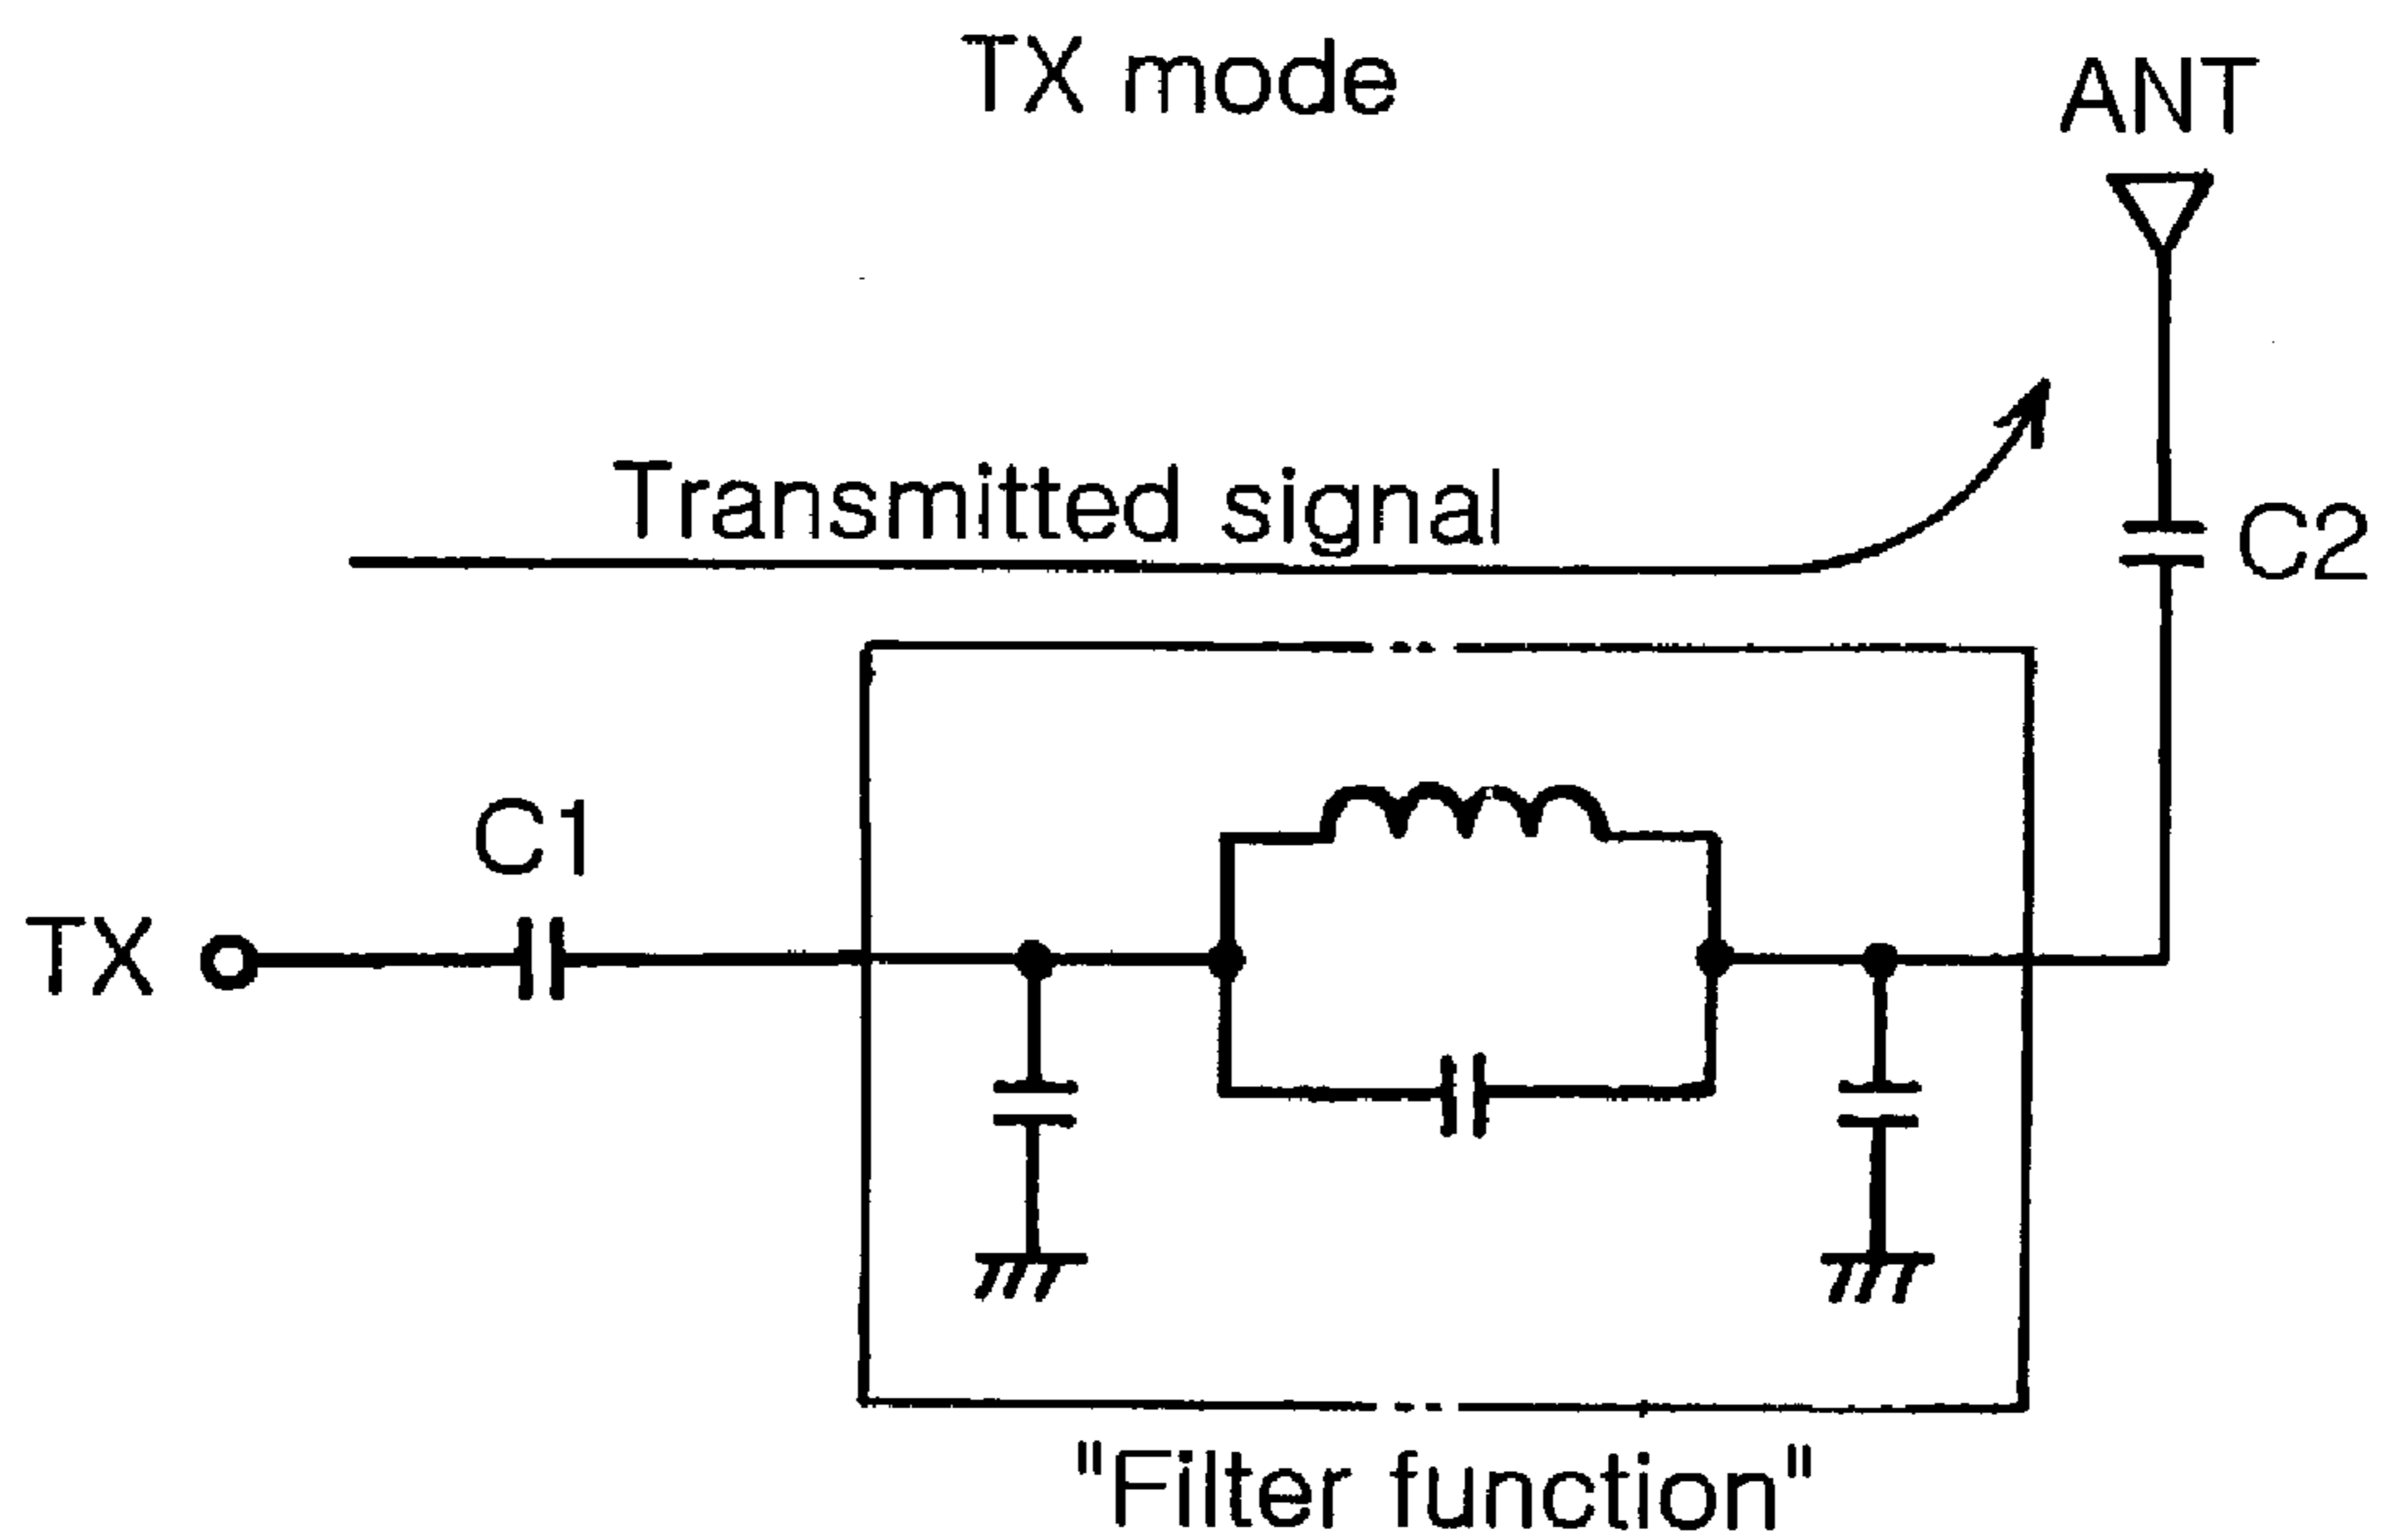 TX mode
ANT
Transmitted signal
C2
C1
TX
"Filter function"